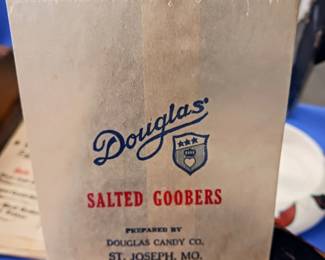 Douglas'
SALTED GOOBERS
PREPARED BY
DOUGLAS CANDY CO.
ST. JOSEPH, MO.